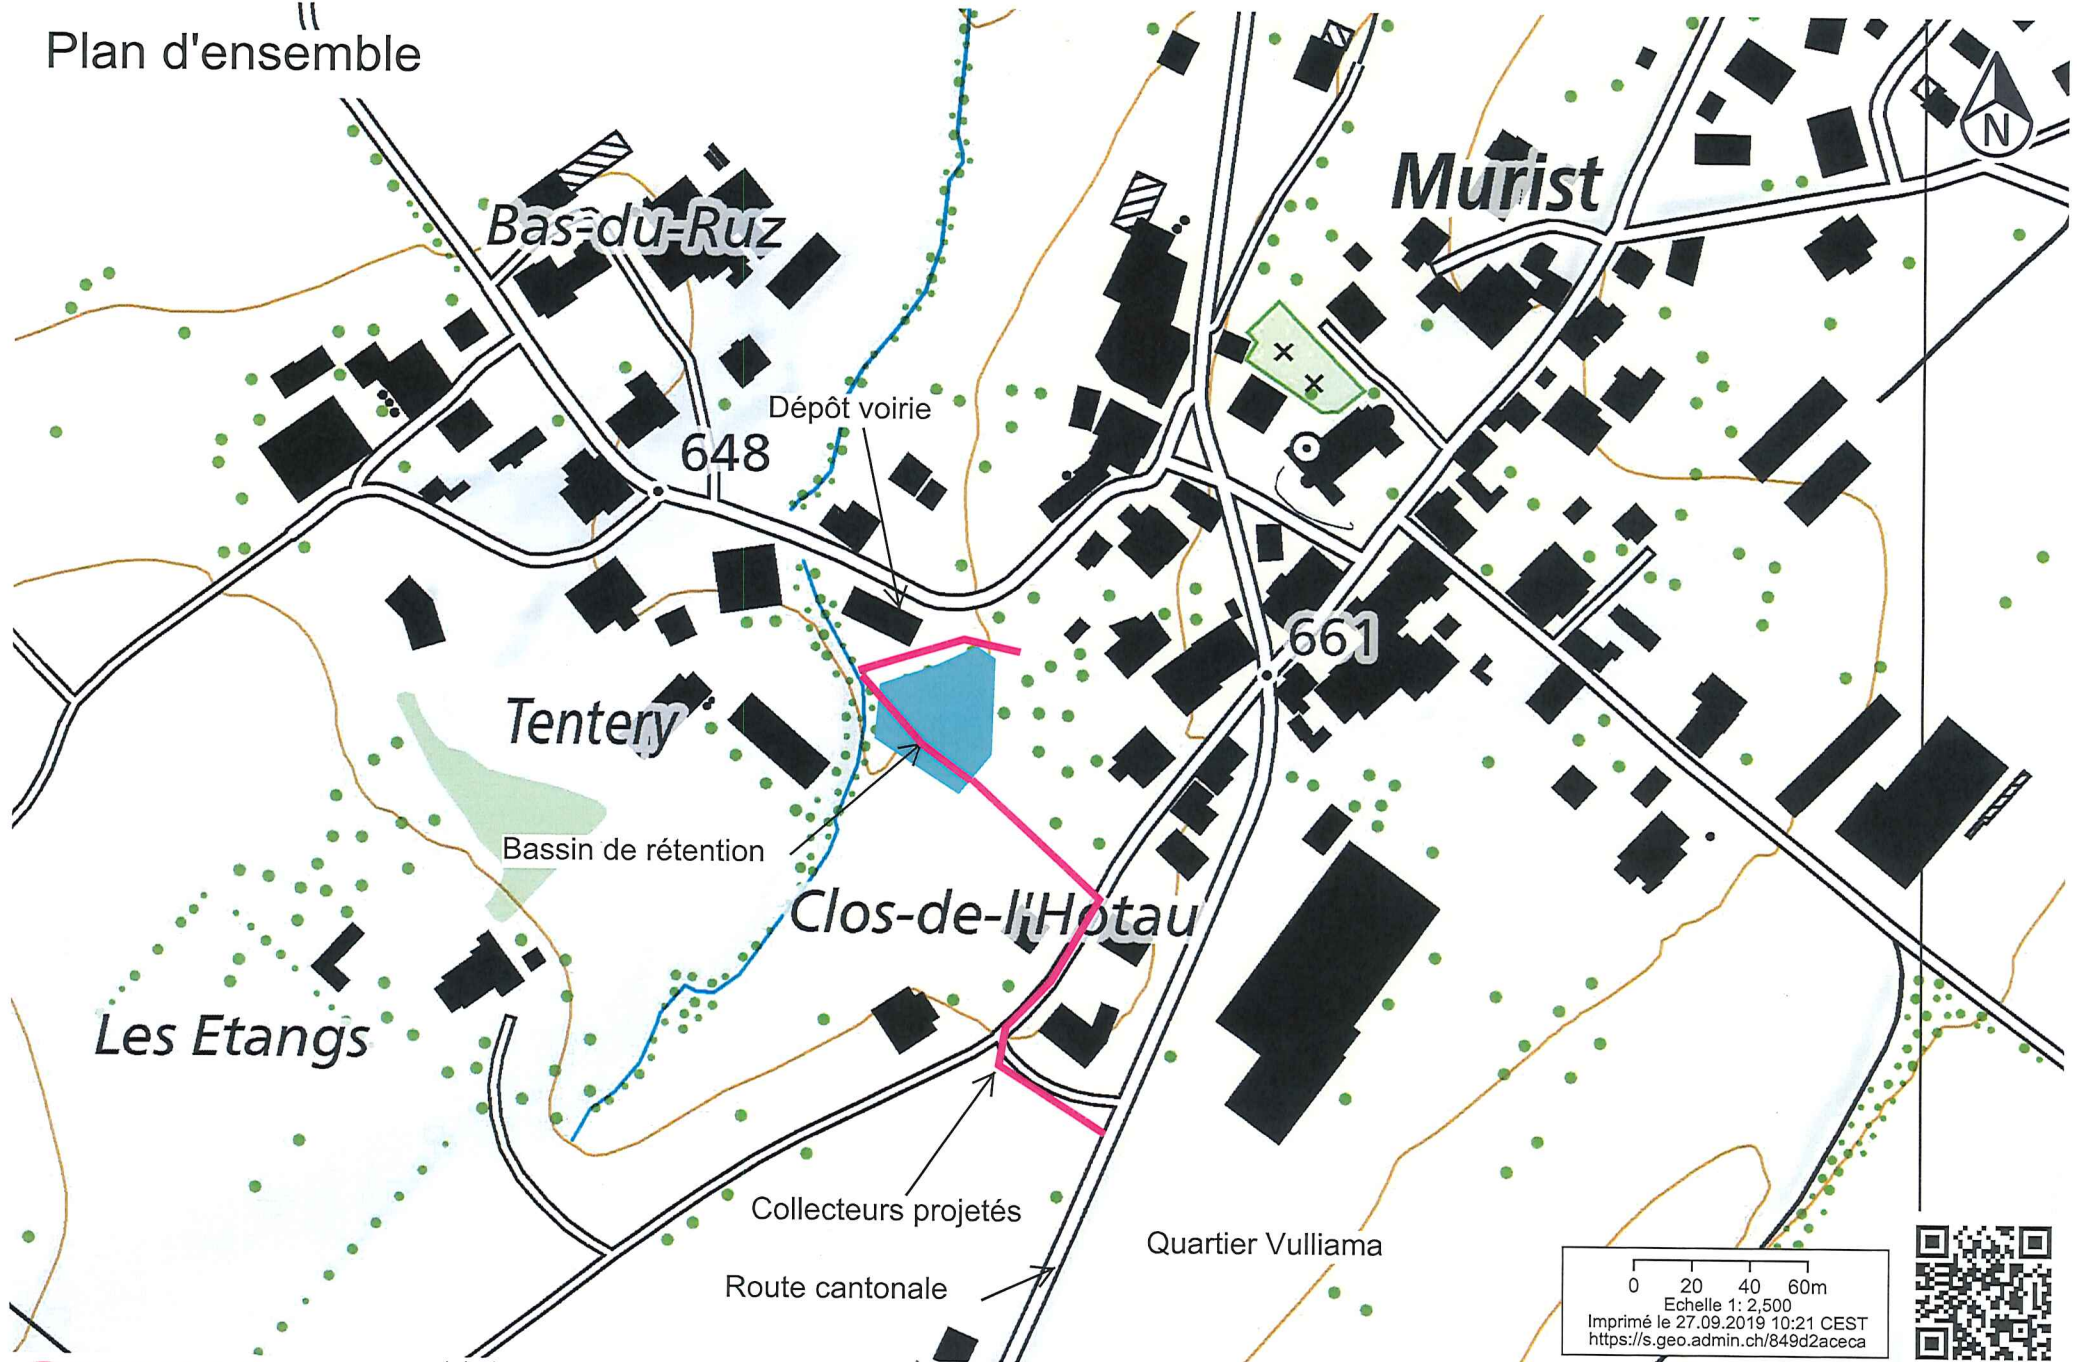 Plan d'ensemble
Murist
N
Bas-du-Ruz
Dépôt voirie
648
661
Tentery
Bassin de rétention
Clos-de-l'Hotau
Les Etangs
Collecteurs projetés
Quartier Vulliama
Route cantonale
0 20 40 60m
Echelle 1: 2,500
Imprimé le 27.09.2019 10:21 CEST
https://s.geo.admin.ch/849d2aceca